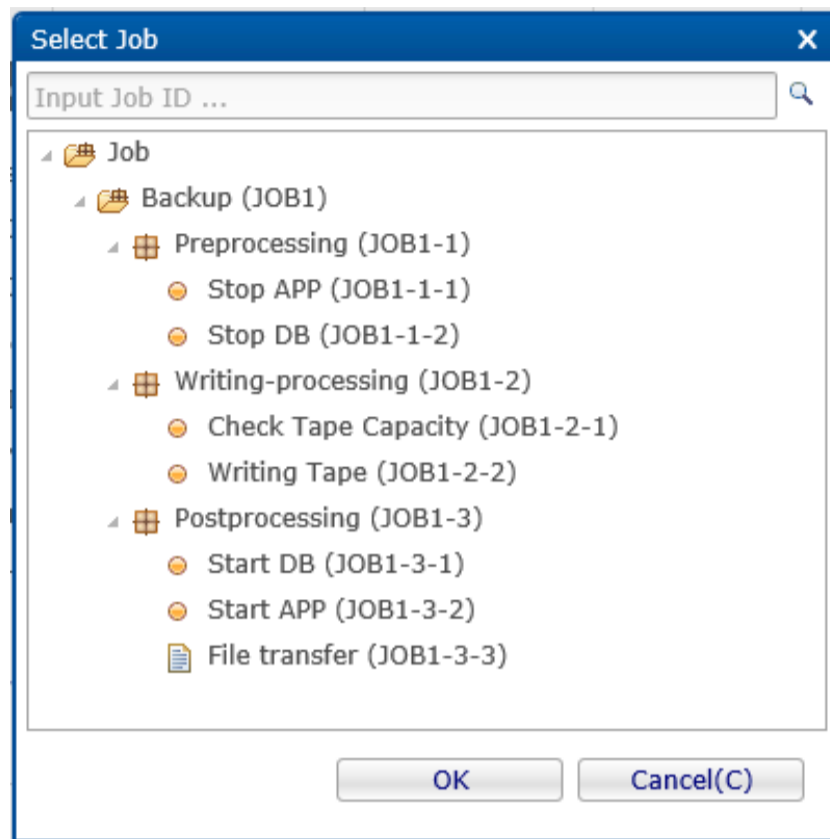 Select Job
Input Job ID ...
Job
Backup (JOB1)
Preprocessing (JOB1-1)
Stop APP (JOB1-1-1)
Stop DB (JOB1-1-2)
Writing-processing (JOB1-2)
Check Tape Capacity (JOB1-2-1)
Writing Tape (JOB1-2-2)
Postprocessing (JOB1-3)
Start DB (JOB1-3-1)
Start APP (JOB1-3-2)
File transfer (JOB1-3-3)
OK Cancel(C)